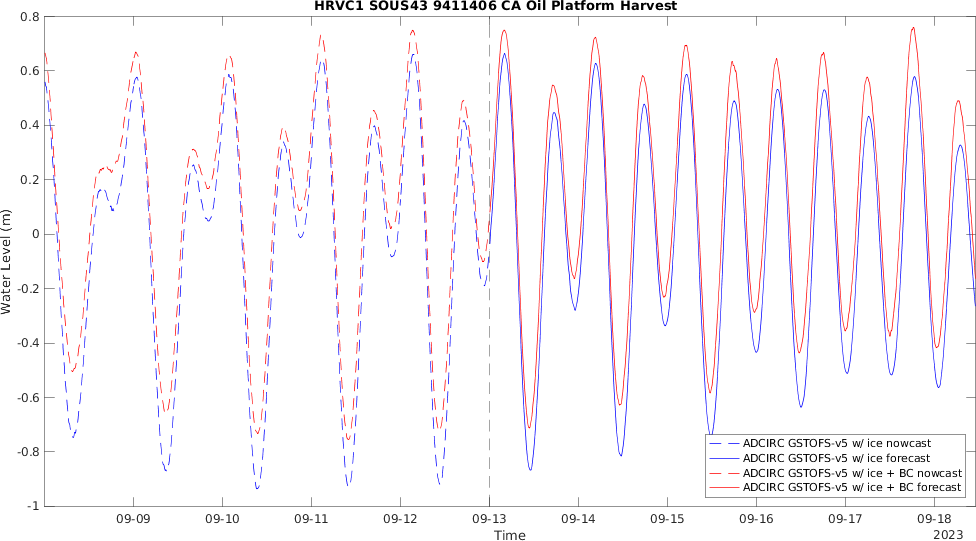 HRVC1 SOUS43 9411406 CA Oil Platform Harvest
0.8
0.6
0.4
0.2
0
-0.2
-0.4
-0.6
-0.8
-1
Water Level (m)
09-09 09-10 09-11 09-12 09-13 09-14 09-15 09-16 09-17 09-18
Time
2023
ADCIRC GSTOFS-v5 w/ ice nowcast
ADCIRC GSTOFS-v5 w/ ice forecast
ADCIRC GSTOFS-v5 w/ ice + BC nowcast
ADCIRC GSTOFS-v5 w/ ice + BC forecast